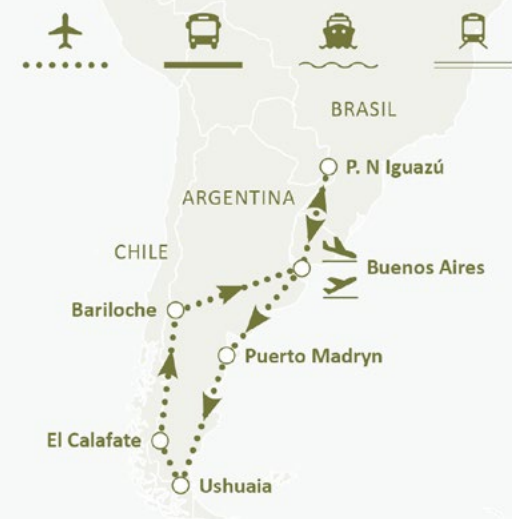 BRASIL
P. N Iguazú
ARGENTINA
CHILE
Buenos Aires
Bariloche
Puerto Madryn
El Calafate
Ushuaia